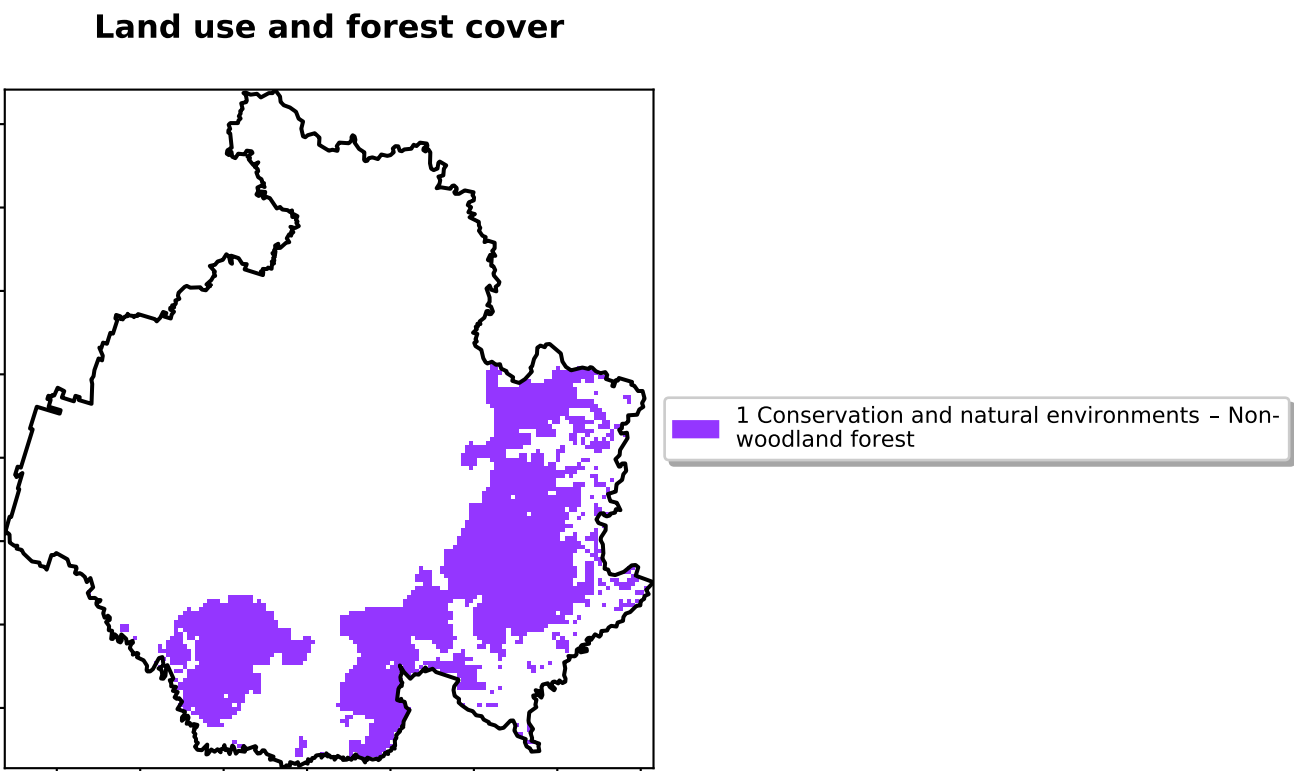 Land use and forest cover
1 Conservation and natural environments – Non-
woodland forest